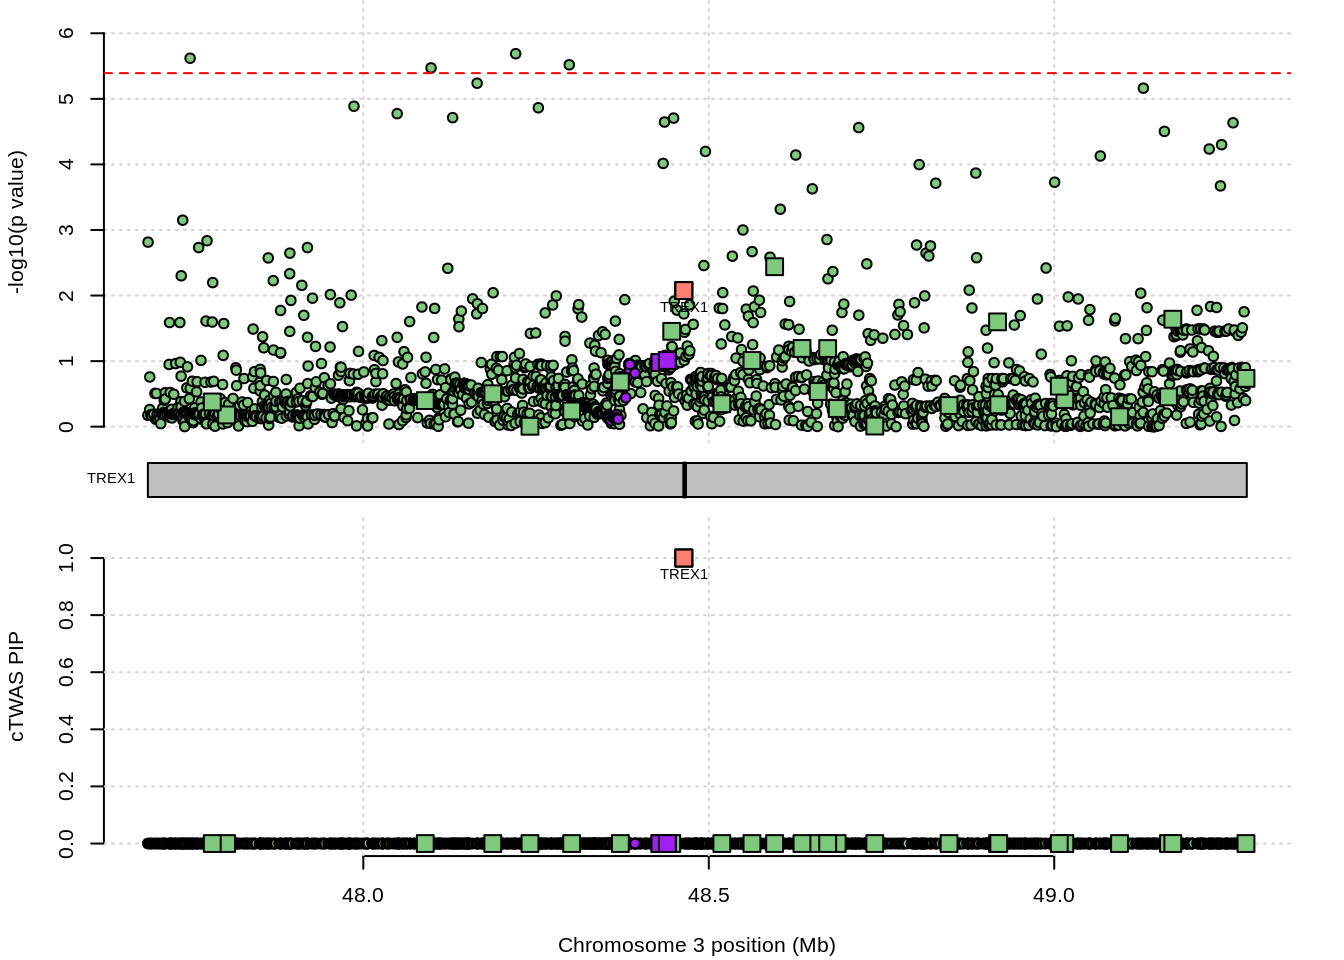 6
5
4
3
2
1
0
-log10(p value)
TREX1
TREX1
1.0
0.8
0.6
0.4
0.2
0.0
cTWAS PIP
TREX1
48.0 48.5 49.0
Chromosome 3 position (Mb)